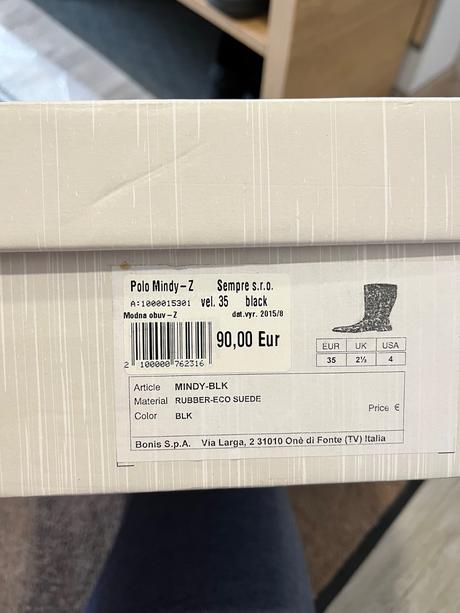 Polo Mindy-Z Sempre s.r.o.
A:1000015301 vel. 35 black
Modna obuv-Z dat.vyr. 2015/8
90,00 Eur
2 100000 762316
EUR UK USA
35 2½ 4
Article MINDY-BLK
Material RUBBER-ECO SUEDE
Color BLK
Price €
Bonis S.p.A. Via Larga, 2 31010 Onè di Fonte (TV) Italia